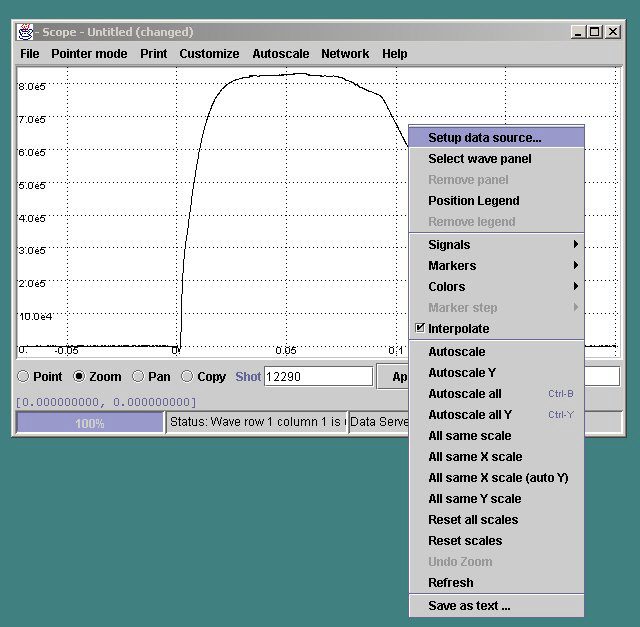 - Scope - Untitled (changed)
File Pointer mode Print Customize Autoscale Network Help
8.0e5
7.0e5
6.0e5
5.0e5
4.0e5
3.0e5
2.0e5
10.0e4
0. -0.05 0. 0.05 0.1
Point Zoom Pan Copy Shot 12290 Ap
[0.000000000, 0.000000000]
100% Status: Wave row 1 column 1 is Data Serve
Setup data source...
Select wave panel
Remove panel
Position Legend
Remove legend
Signals
Markers
Colors
Marker step
Interpolate
Autoscale
Autoscale Y
Autoscale all Ctrl-B
Autoscale all Y Ctrl-Y
All same scale
All same X scale
All same X scale (auto Y)
All same Y scale
Reset all scales
Reset scales
Undo Zoom
Refresh
Save as text ...